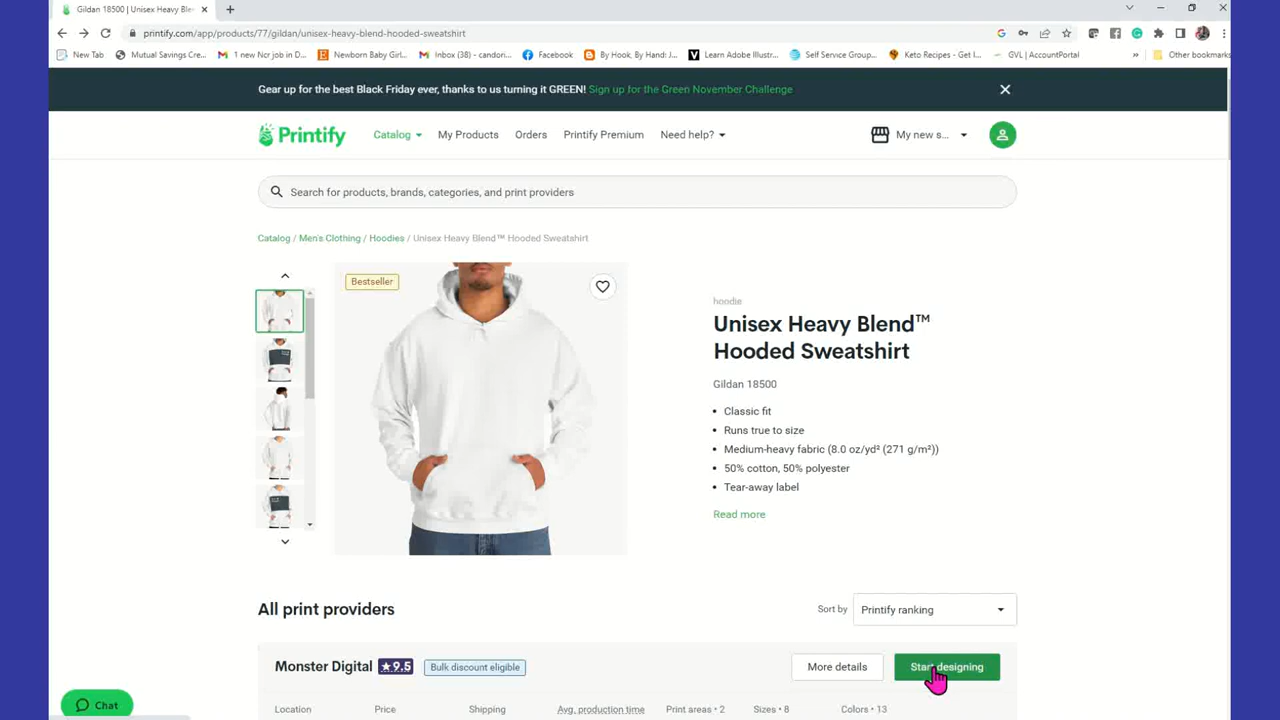 Gildan 18500 | Unisex Heavy Blen
printify.com/app/products/77/gildan/unisex-heavy-blend-hooded-sweatshirt
New Tab Mutual Savings Cre... 1 new Ncr job in D... Newborn Baby Girl... Inbox (38) - candori... Facebook By Hook, By Hand: J... Learn Adobe Illustr... Self Service Group... Keto Recipes - Get I... GVL | AccountPortal » Other bookmarks
Gear up for the best Black Friday ever, thanks to us turning it GREEN! Sign up for the Green November Challenge
Printify Catalog My Products Orders Printify Premium Need help? My new s...
Search for products, brands, categories, and print providers
Catalog / Men's Clothing / Hoodies / Unisex Heavy Blend™ Hooded Sweatshirt
Bestseller
hoodie
Unisex Heavy Blend™
Hooded Sweatshirt
Gildan 18500
• Classic fit
• Runs true to size
• Medium-heavy fabric (8.0 oz/yd² (271 g/m²))
• 50% cotton, 50% polyester
• Tear-away label
Read more
All print providers
Sort by Printify ranking
Monster Digital ★9.5 Bulk discount eligible More details Start designing
Chat
Location Price Shipping Avg. production time Print areas • 2 Sizes • 8 Colors • 13